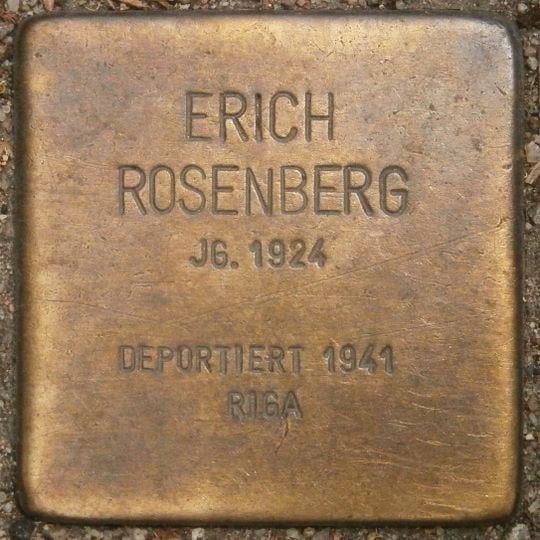 ERICH
ROSENBERG
JG. 1924
DEPORTIERT 1941
RIGA